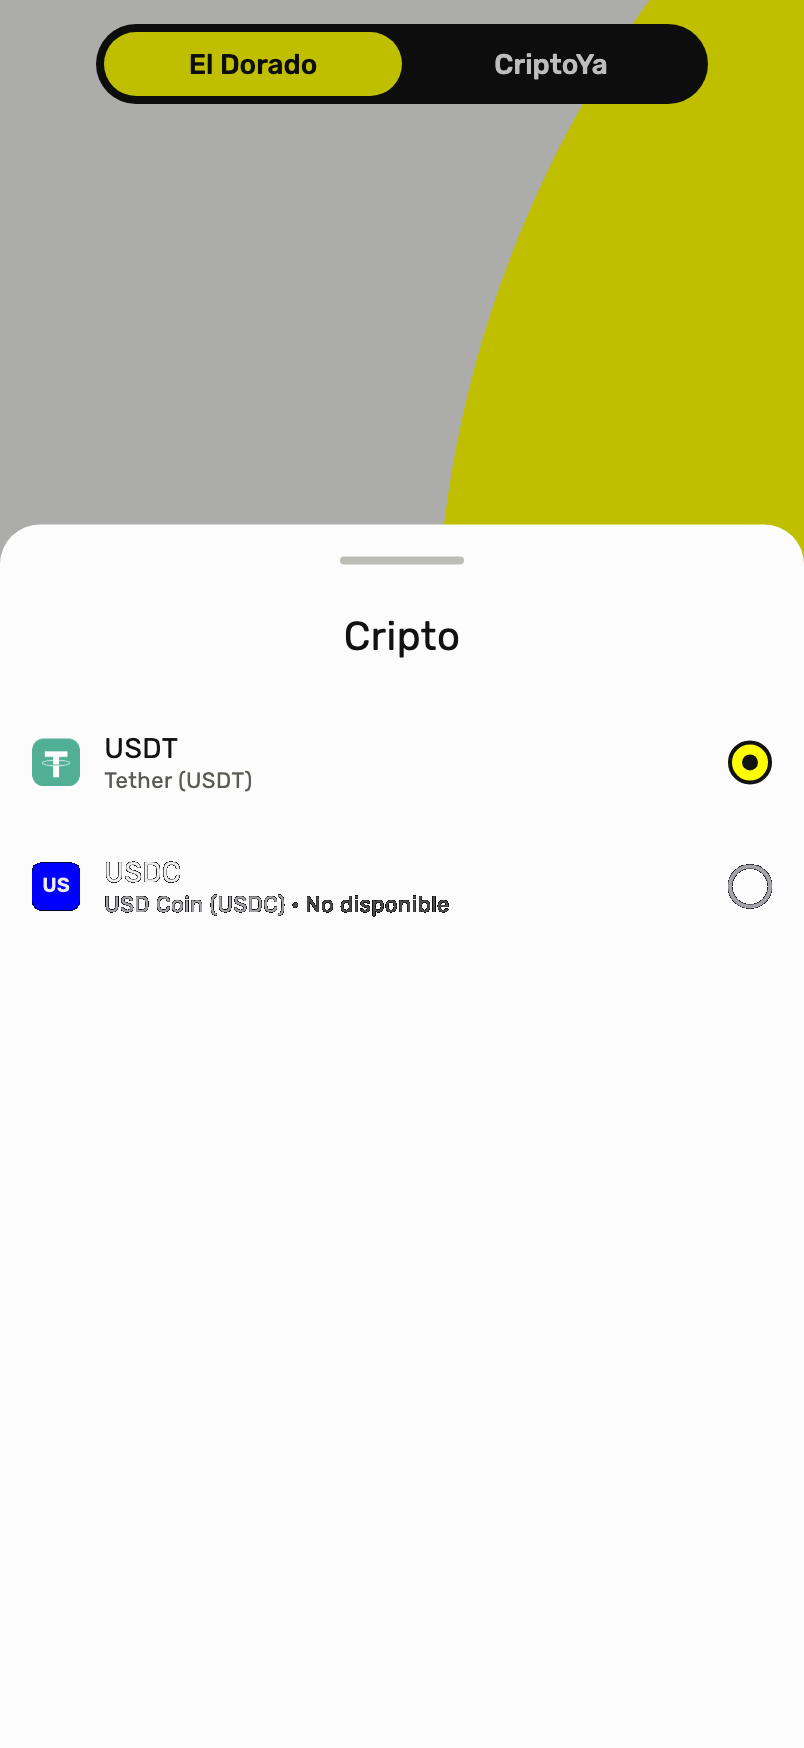 El Dorado
CriptoYa
Cripto
USDT
Tether (USDT)
US
USDC
USD Coin (USDC) • No disponible